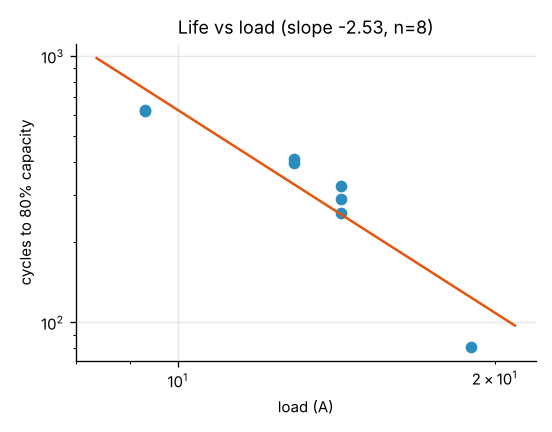 Life vs load (slope -2.53, n=8)
cycles to 80% capacity
10³
10²
10¹
2 × 10¹
load (A)